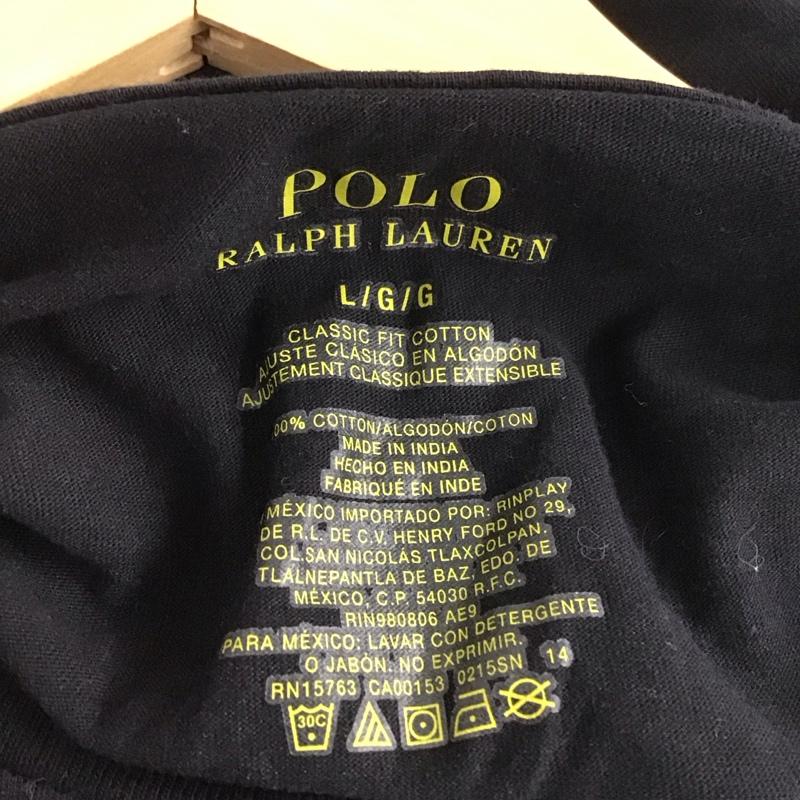 POLO
RALPH LAUREN
L/G/G
CLASSIC FIT COTTON
AJUSTE CLÁSICO EN ALGODÓN
AJUSTEMENT CLASSIQUE EXTENSIBLE
00% COTTON/ALGODÓN/COTON
MADE IN INDIA
HECHO EN INDIA
FABRIQUÉ EN INDE
MÉXICO IMPORTADO POR: RINPLAY
DE R.L. DE C.V. HENRY FORD NO 29,
COL.SAN NICOLÁS TLAXCOLPAN.
TLALNEPANTLA DE BAZ, EDO. DE
MÉXICO, C.P. 54030 R.F.C.
RIN980806 AE9
PARA MÉXICO: LAVAR CON DETERGENTE
O JABÓN. NO EXPRIMIR.
RN15763 CA00153 0215SN 14
30C